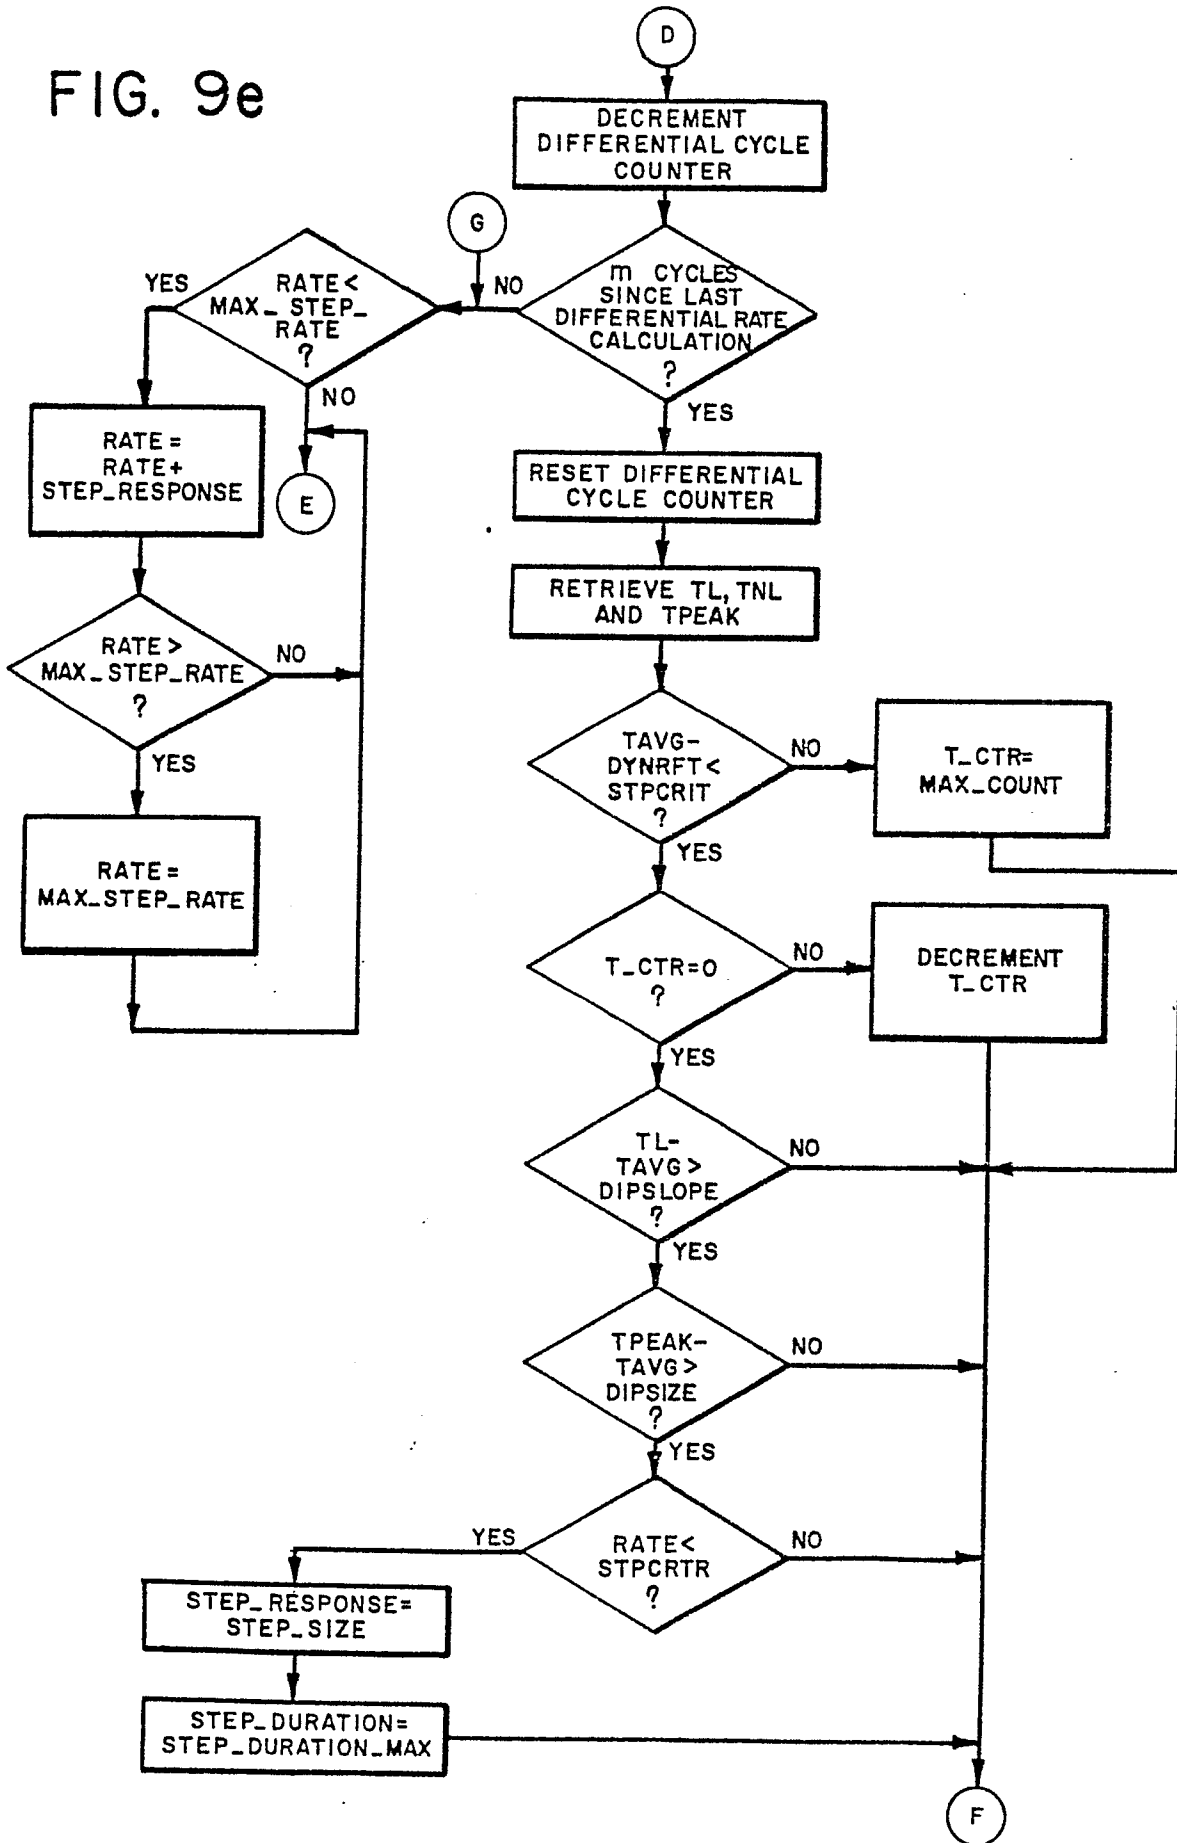 FIG. 9e
D
DECREMENT
DIFFERENTIAL CYCLE
COUNTER
G
m CYCLES
SINCE LAST
DIFFERENTIAL RATE
CALCULATION
?
NO
YES
RATE<
MAX_STEP_
RATE
?
YES
NO
E
RATE=
RATE+
STEP_RESPONSE
RATE>
MAX_STEP_RATE
?
NO
YES
RATE=
MAX_STEP_RATE
RESET DIFFERENTIAL
CYCLE COUNTER
RETRIEVE TL, TNL
AND TPEAK
TAVG-
DYNRFT<
STPCRIT
?
NO
YES
T_CTR=
MAX_COUNT
T_CTR=0
?
NO
YES
DECREMENT
T_CTR
TL-
TAVG>
DIPSLOPE
?
NO
YES
TPEAK-
TAVG>
DIPSIZE
?
NO
YES
RATE<
STPCRTR
?
YES
NO
STEP_RESPONSE=
STEP_SIZE
STEP_DURATION=
STEP_DURATION_MAX
F